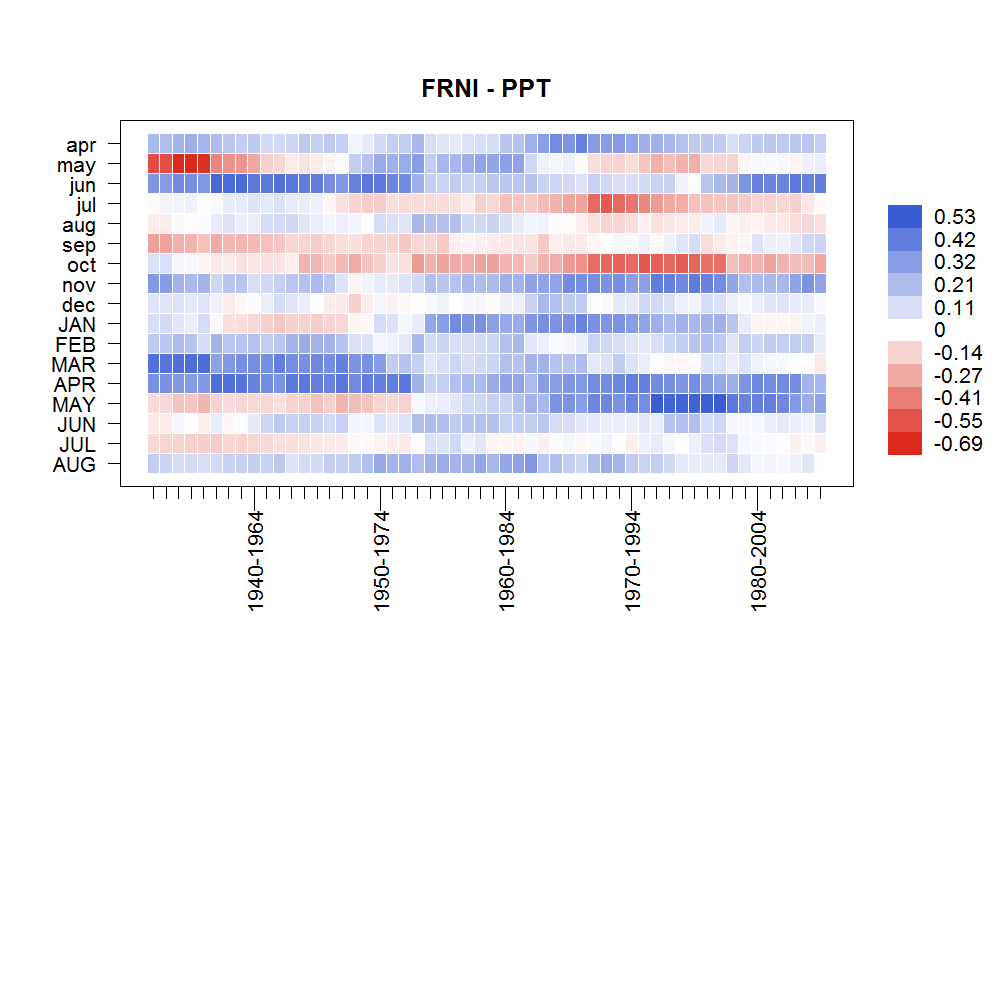 FRNI - PPT
apr
may
jun
jul
aug
sep
oct
nov
dec
JAN
FEB
MAR
APR
MAY
JUN
JUL
AUG
0.53
0.42
0.32
0.21
0.11
0
-0.14
-0.27
-0.41
-0.55
-0.69
1940-1964
1950-1974
1960-1984
1970-1994
1980-2004